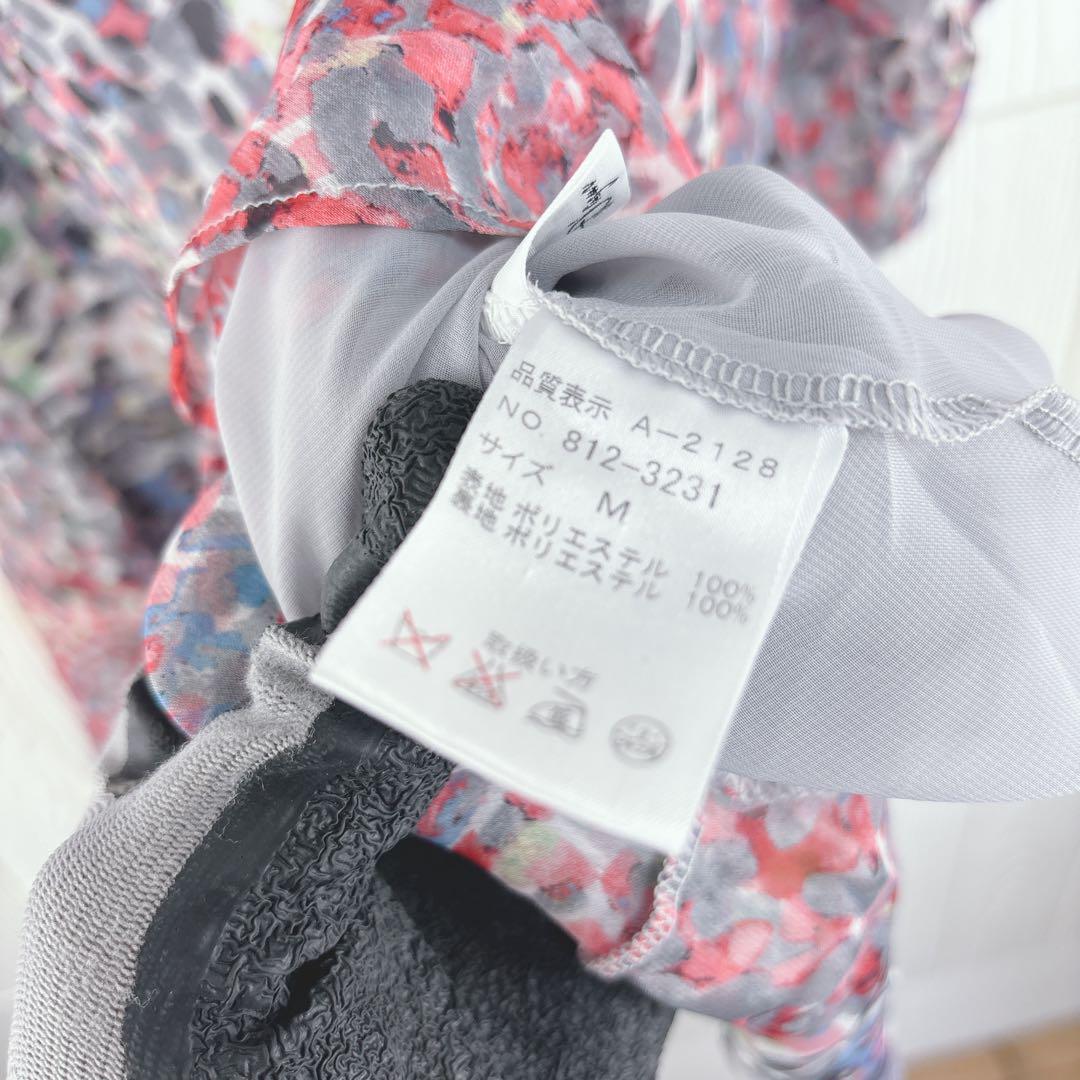 品質表示 A-2128
NO. 812-3231
サイズ M
表地 ポリエステル 100%
裏地 ポリエステル 100%
取扱い方